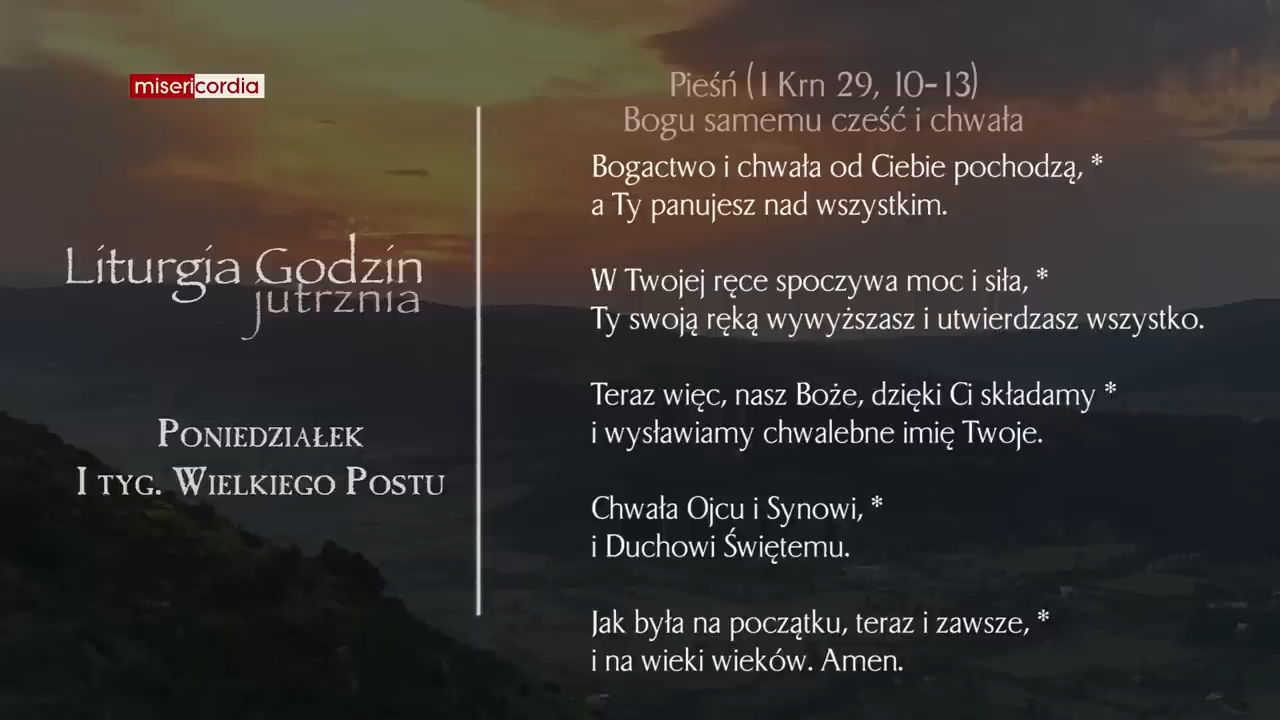 misericordia
Liturgia Godzin
jutrznia
Poniedziałek
I tyg. Wielkiego Postu
Pieśń (1 Krn 29, 10-13)
Bogu samemu cześć i chwała
Bogactwo i chwała od Ciebie pochodzą, *
a Ty panujesz nad wszystkim.
W Twojej ręce spoczywa moc i siła, *
Ty swoją ręką wywyższasz i utwierdzasz wszystko.
Teraz więc, nasz Boże, dzięki Ci składamy *
i wysławiamy chwalebne imię Twoje.
Chwała Ojcu i Synowi, *
i Duchowi Świętemu.
Jak była na początku, teraz i zawsze, *
i na wieki wieków. Amen.